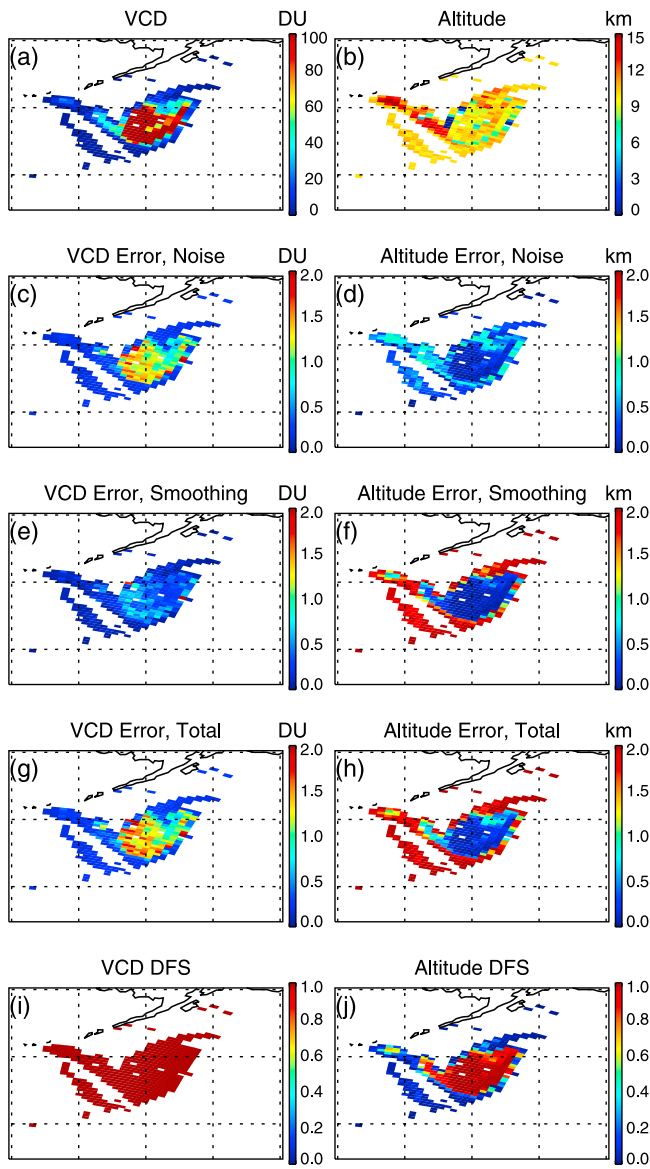 VCD DU
(a)
100
80
60
40
20
0
Altitude km
(b)
15
12
9
6
3
0
VCD Error, Noise DU
(c)
2.0
1.5
1.0
0.5
0.0
Altitude Error, Noise km
(d)
2.0
1.5
1.0
0.5
0.0
VCD Error, Smoothing DU
(e)
2.0
1.5
1.0
0.5
0.0
Altitude Error, Smoothing km
(f)
2.0
1.5
1.0
0.5
0.0
VCD Error, Total DU
(g)
2.0
1.5
1.0
0.5
0.0
Altitude Error, Total km
(h)
2.0
1.5
1.0
0.5
0.0
VCD DFS
(i)
1.0
0.8
0.6
0.4
0.2
0.0
Altitude DFS
(j)
1.0
0.8
0.6
0.4
0.2
0.0